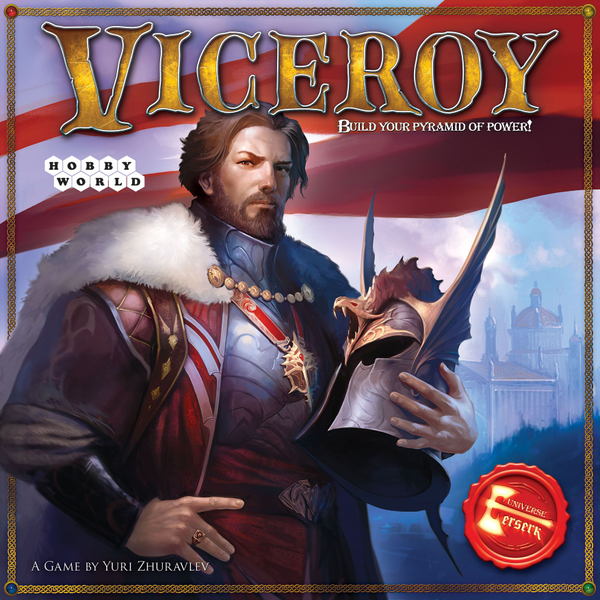 VICEROY
BUILD YOUR PYRAMID OF POWER!
HOBBY
WORLD
UNIVERSE
Berserk
A GAME BY YURI ZHURAVLEV